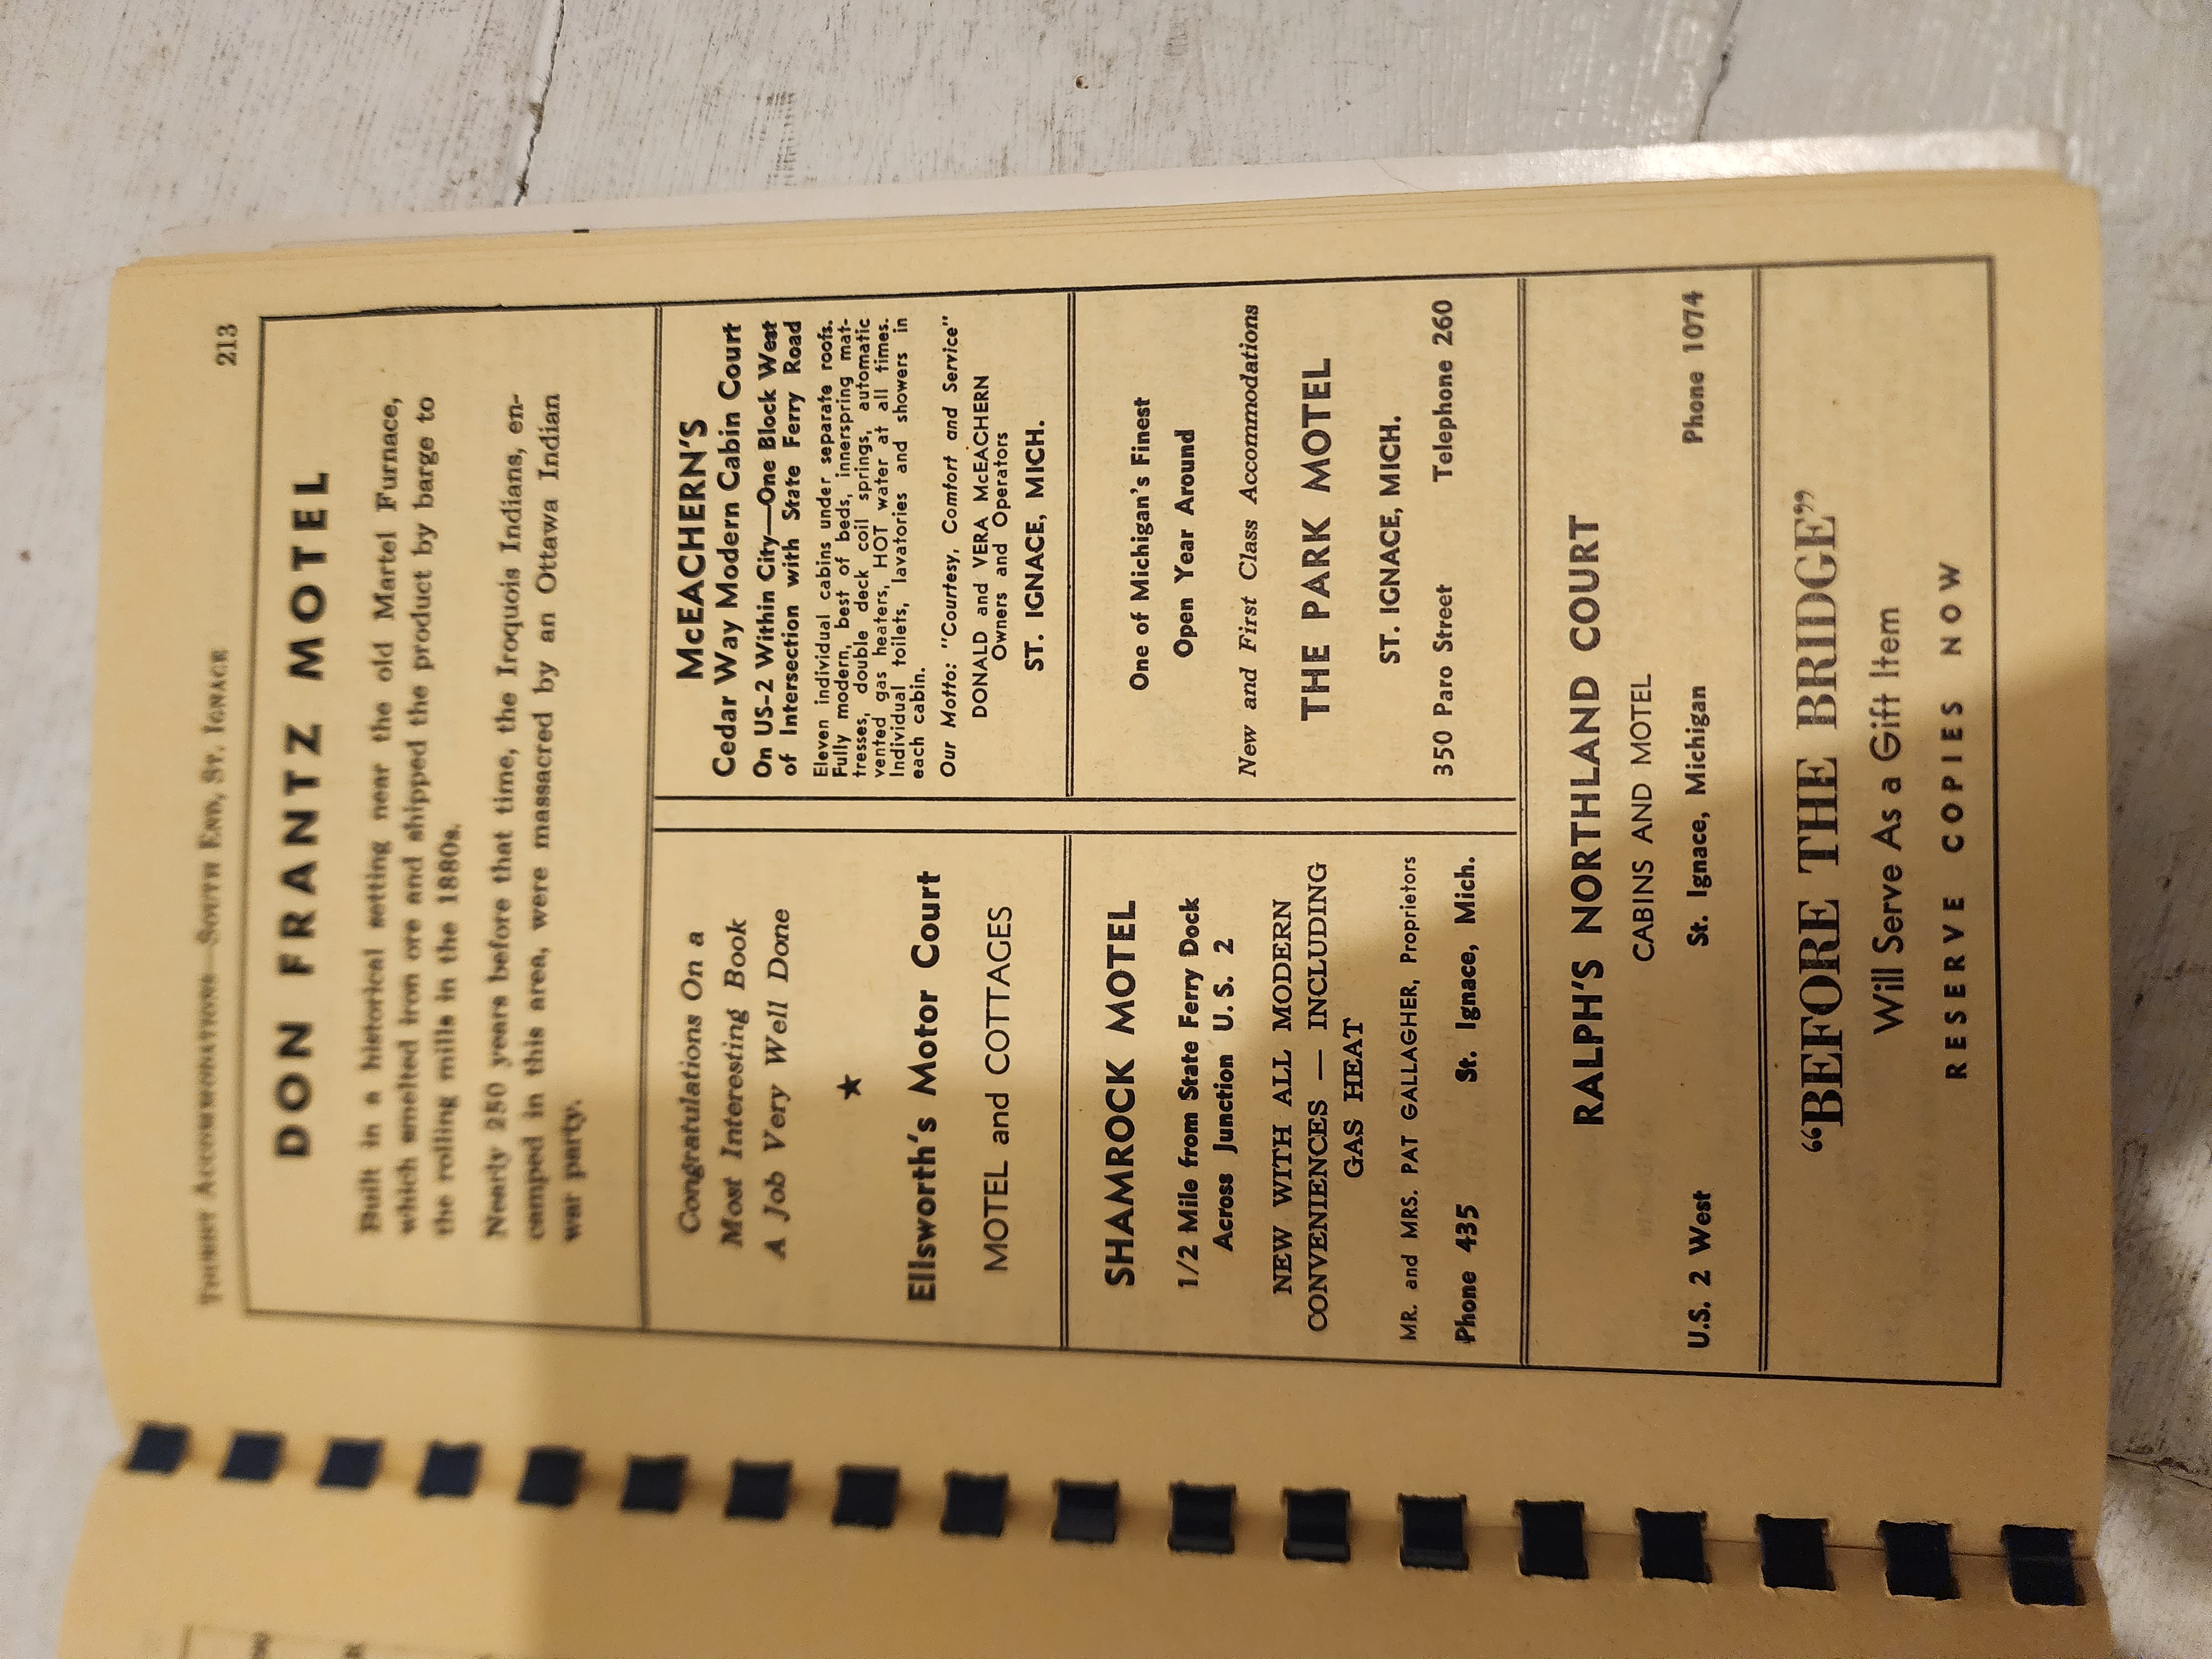 TOURIST ACCOMMODATIONS—SOUTH END, ST. IGNACE 213
DON FRANTZ MOTEL
Built in a historical setting near the old Martel Furnace,
which smelted iron ore and shipped the product by barge to
the rolling mills in the 1880s.
Nearly 250 years before that time, the Iroquois Indians, en-
camped in this area, were massacred by an Ottawa Indian
war party.
Congratulations On a
Most Interesting Book
A Job Very Well Done
★
Ellsworth's Motor Court
MOTEL and COTTAGES
McEACHERN'S
Cedar Way Modern Cabin Court
On US-2 Within City—One Block West
of Intersection with State Ferry Road
Eleven individual cabins under separate roofs.
Fully modern, best of beds, innerspring mat-
tresses, double deck coil springs, automatic
vented gas heaters, HOT water at all times.
Individual toilets, lavatories and showers in
each cabin.
Our Motto: "Courtesy, Comfort and Service"
DONALD and VERA McEACHERN
Owners and Operators
ST. IGNACE, MICH.
SHAMROCK MOTEL
1/2 Mile from State Ferry Dock
Across Junction U. S. 2
NEW WITH ALL MODERN
CONVENIENCES — INCLUDING
GAS HEAT
MR. and MRS. PAT GALLAGHER, Proprietors
Phone 435 St. Ignace, Mich.
One of Michigan's Finest
Open Year Around
New and First Class Accommodations
THE PARK MOTEL
ST. IGNACE, MICH.
350 Paro Street Telephone 260
RALPH'S NORTHLAND COURT
CABINS AND MOTEL
U.S. 2 West St. Ignace, Michigan Phone 1074
“BEFORE THE BRIDGE”
Will Serve As a Gift Item
RESERVE COPIES NOW